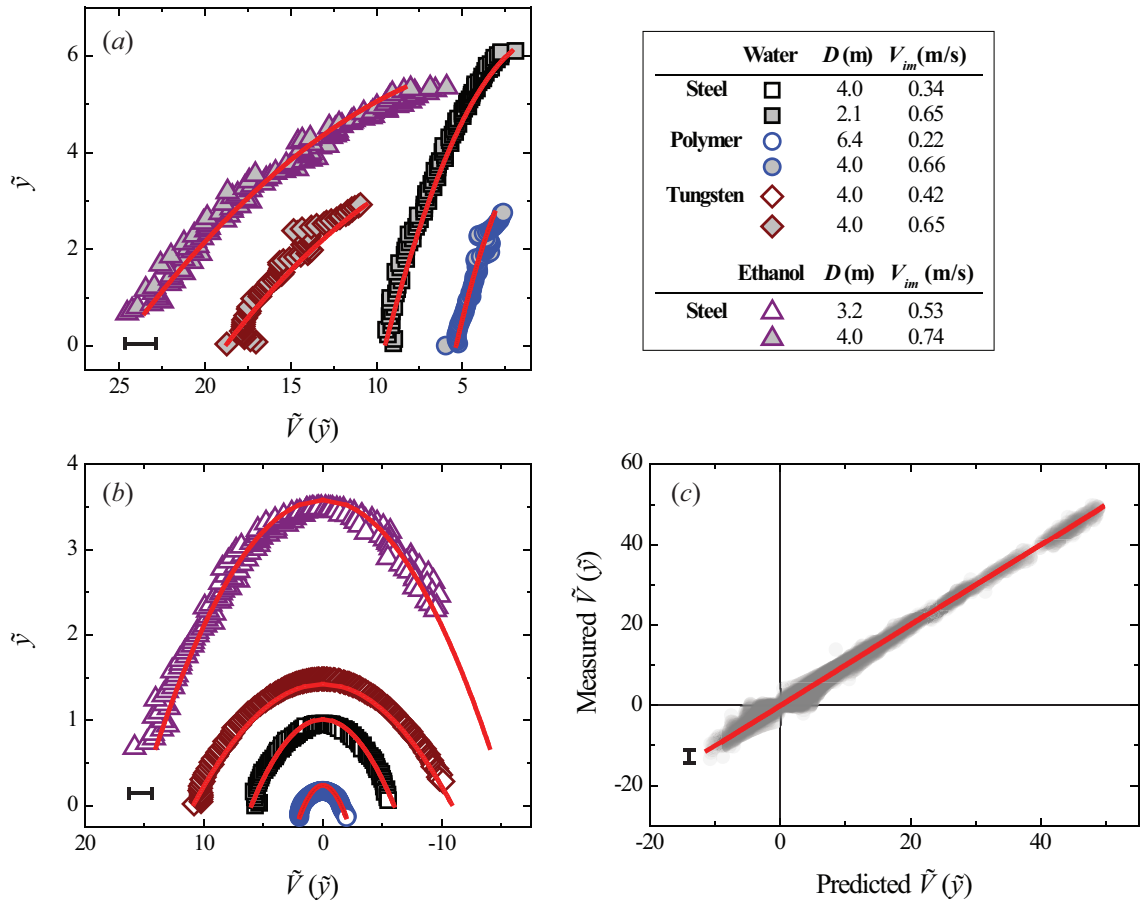 (a)
6
4
2
0
ỹ
25 20 15 10 5
Ṽ (ỹ)
Water D (m) V_im (m/s)
Steel 4.0 0.34
2.1 0.65
Polymer 6.4 0.22
4.0 0.66
Tungsten 4.0 0.42
4.0 0.65
Ethanol D (m) V_im (m/s)
Steel 3.2 0.53
4.0 0.74
(b)
4
3
2
1
0
ỹ
20 10 0 -10
Ṽ (ỹ)
(c)
60
40
20
0
-20
Measured Ṽ (ỹ)
-20 0 20 40
Predicted Ṽ (ỹ)